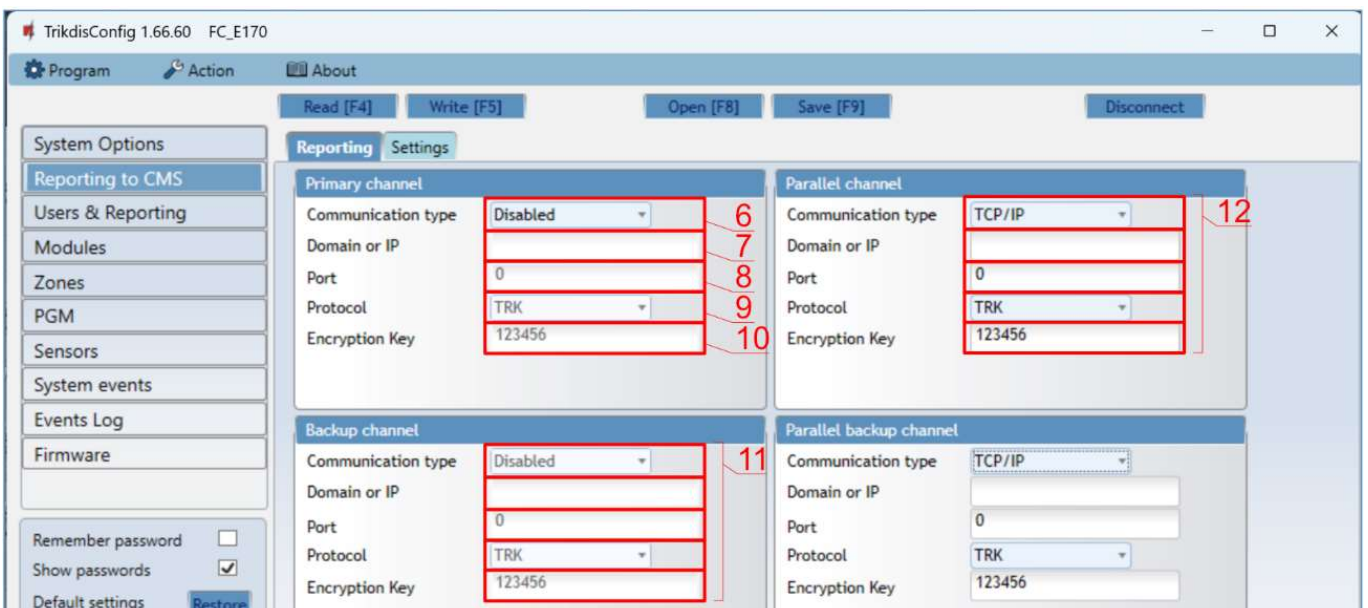 TrikdisConfig 1.66.60 FC_E170
Program Action About
Read [F4] Write [F5] Open [F8] Save [F9] Disconnect
System Options
Reporting to CMS
Users & Reporting
Modules
Zones
PGM
Sensors
System events
Events Log
Firmware
Remember password
Show passwords
Default settings Restore
Reporting Settings
Primary channel
Communication type Disabled 6
Domain or IP 7
Port 0 8
Protocol TRK 9
Encryption Key 123456 10
Parallel channel
Communication type TCP/IP 12
Domain or IP
Port 0
Protocol TRK
Encryption Key 123456
Backup channel
Communication type Disabled 11
Domain or IP
Port 0
Protocol TRK
Encryption Key 123456
Parallel backup channel
Communication type TCP/IP
Domain or IP
Port 0
Protocol TRK
Encryption Key 123456